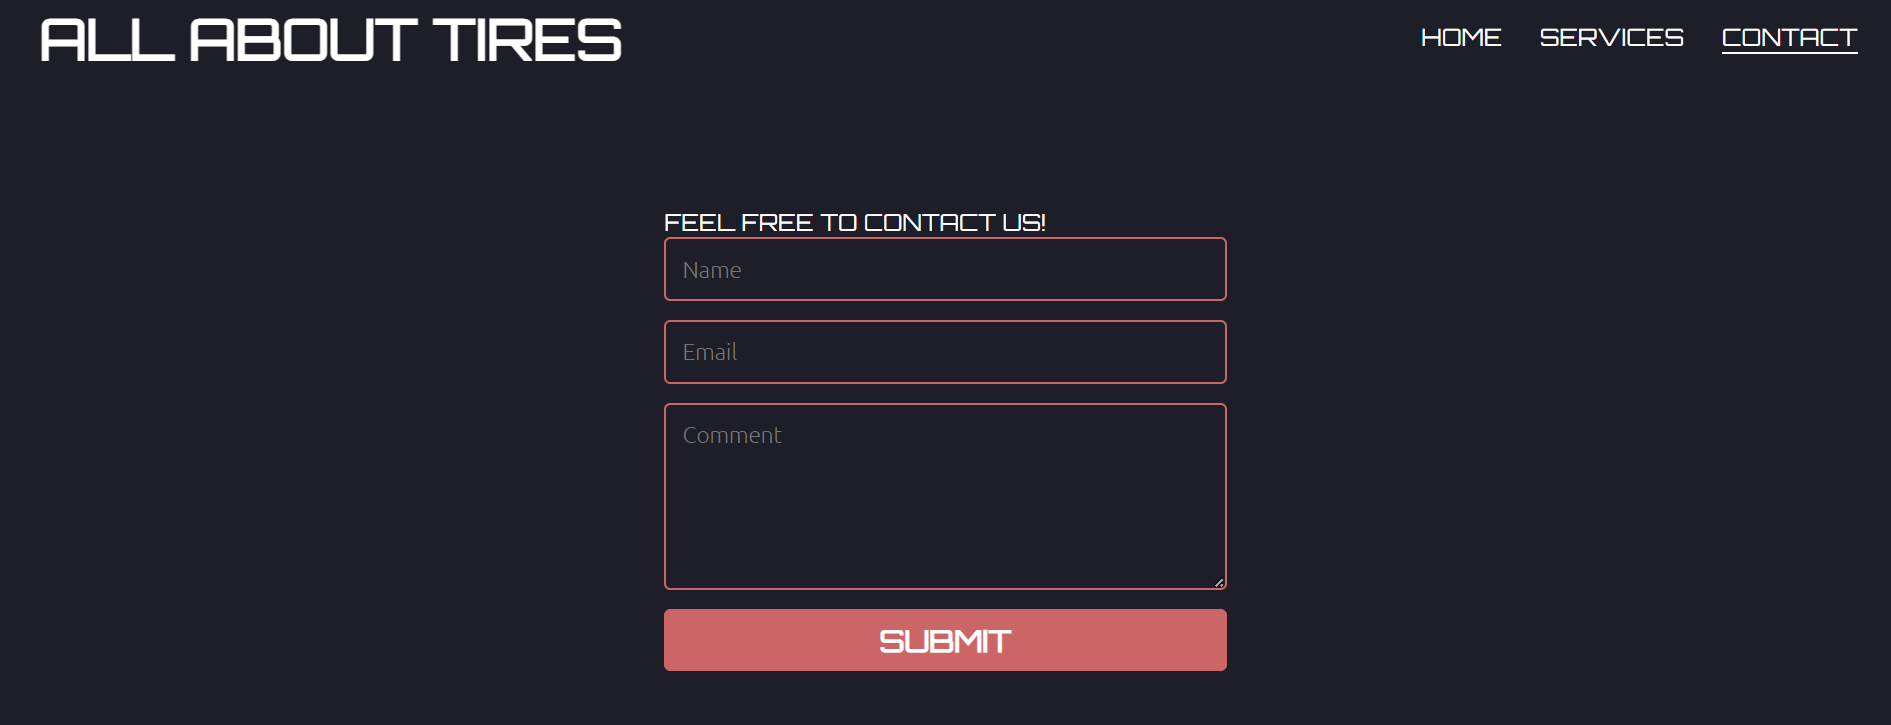 ALL ABOUT TIRES
HOME SERVICES CONTACT
FEEL FREE TO CONTACT US!
Name
Email
Comment
SUBMIT